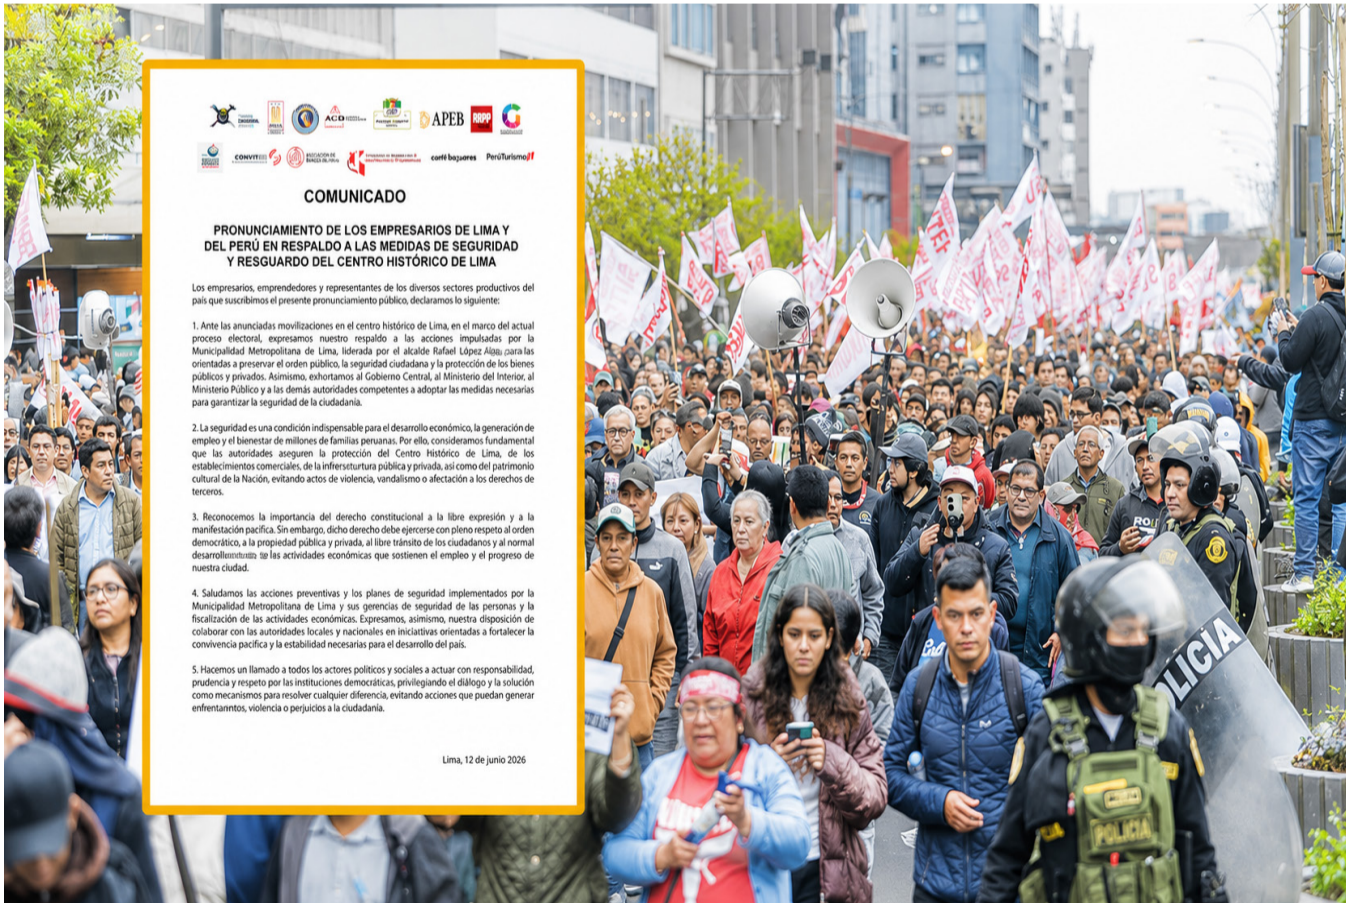 ACD
APEB
RRPP
G
CONVIT
ASOCIACIÓN DE
café baueres
PerúTurismo
COMUNICADO
PRONUNCIAMIENTO DE LOS EMPRESARIOS DE LIMA Y
DEL PERÚ EN RESPALDO A LAS MEDIDAS DE SEGURIDAD
Y RESGUARDO DEL CENTRO HISTÓRICO DE LIMA
Los empresarios, emprendedores y representantes de los diversos sectores productivos del
país que suscribimos el presente pronunciamiento público, declaramos lo siguiente:
1. Ante las anunciadas movilizaciones en el centro histórico de Lima, en el marco del actual
proceso electoral, expresamos nuestro respaldo a las acciones impulsadas por la
Municipalidad Metropolitana de Lima, liderada por el alcalde Rafael López para las
orientadas a preservar el orden público, la seguridad ciudadana y la protección de los bienes
públicos y privados. Asimismo, exhortamos al Gobierno Central, al Ministerio del Interior, al
Ministerio Público y a las demás autoridades competentes a adoptar las medidas necesarias
para garantizar la seguridad de la ciudadanía.
2. La seguridad es una condición indispensable para el desarrollo económico, la generación de
empleo y el bienestar de millones de familias peruanas. Por ello, consideramos fundamental
que las autoridades aseguren la protección del Centro Histórico de Lima, de los
establecimientos comerciales, de la infrerscturtura pública y privada, así como del patrimonio
cultural de la Nación, evitando actos de violencia, vandalismo o afectación a los derechos de
terceros.
3. Reconocemos la importancia del derecho constitucional a la libre expresión y a la
manifestación pacífica. Sin embargo, dicho derecho debe ejercerse con pleno respeto al orden
democrático, a la propiedad pública y privada, al libre tránsito de los ciudadanos y al normal
las actividades económicas que sostienen el empleo y el progreso de
nuestra ciudad.
4. Saludamos las acciones preventivas y los planes de seguridad implementados por la
Municipalidad Metropolitana de Lima y sus gerencias de seguridad de las personas y la
fiscalización de las actividades económicas. Expresamos, asimismo, nuestra disposición de
colaborar con las autoridades locales y nacionales en iniciativas orientadas a fortalecer la
convivencia pacífica y la estabilidad necesarias para el desarrollo del país.
5. Hacemos un llamado a todos los actores políticos y sociales a actuar con responsabilidad,
prudencia y respeto por las instituciones democráticas, privilegiando el diálogo y la solución
como mecanismos para resolver cualquier diferencia, evitando acciones que puedan generar
enfrentamntos, violencia o perjuicios a la ciudadanía.
Lima, 12 de junio 2026
POLICIA
POLICIA